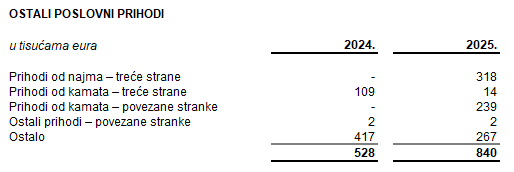 OSTALI POSLOVNI PRIHODI
u tisućama eura 2024. 2025.
Prihodi od najma – treće strane - 318
Prihodi od kamata – treće strane 109 14
Prihodi od kamata – povezane stranke - 239
Ostali prihodi – povezane stranke 2 2
Ostalo 417 267
528 840